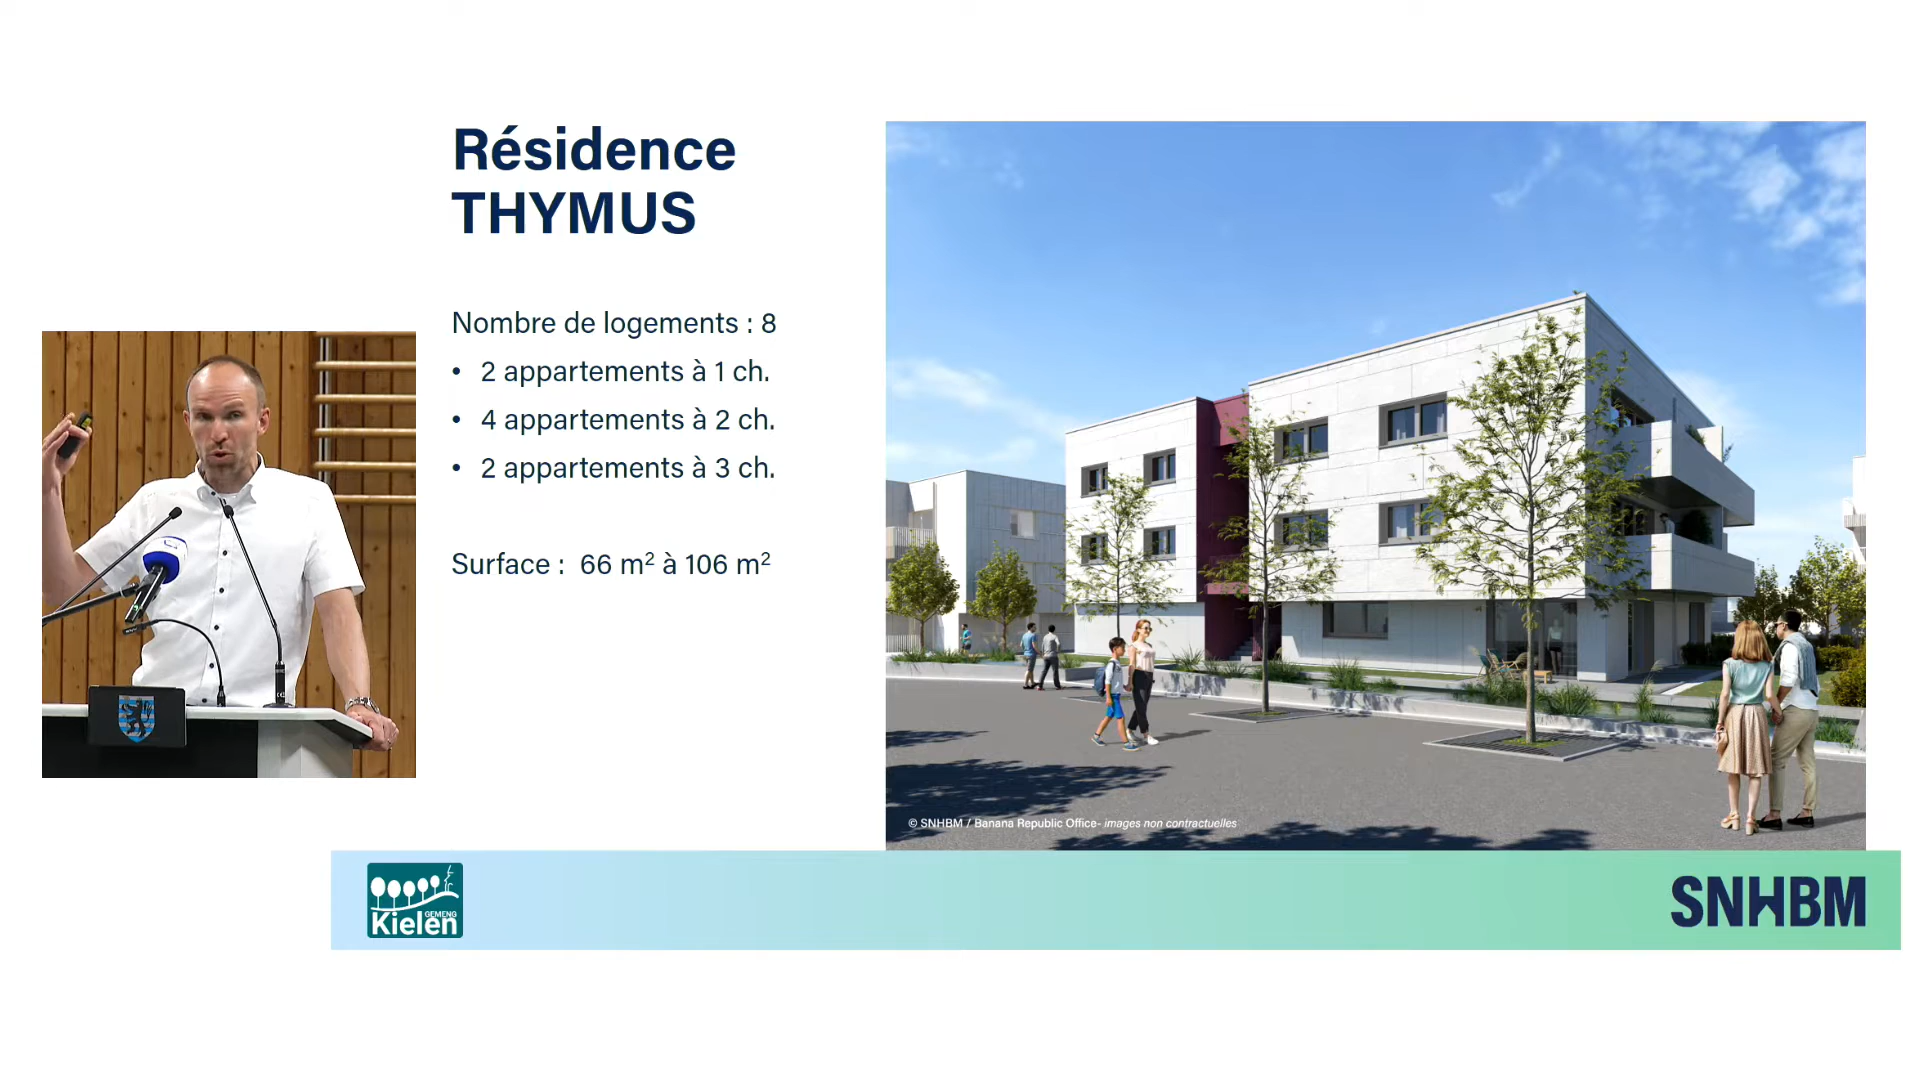 Résidence
THYMUS
Nombre de logements : 8
• 2 appartements à 1 ch.
• 4 appartements à 2 ch.
• 2 appartements à 3 ch.
Surface : 66 m² à 106 m²
© SNHBM / Banana Republic Office- images non contractuelles
GEMENG
Kielen
SNHBM